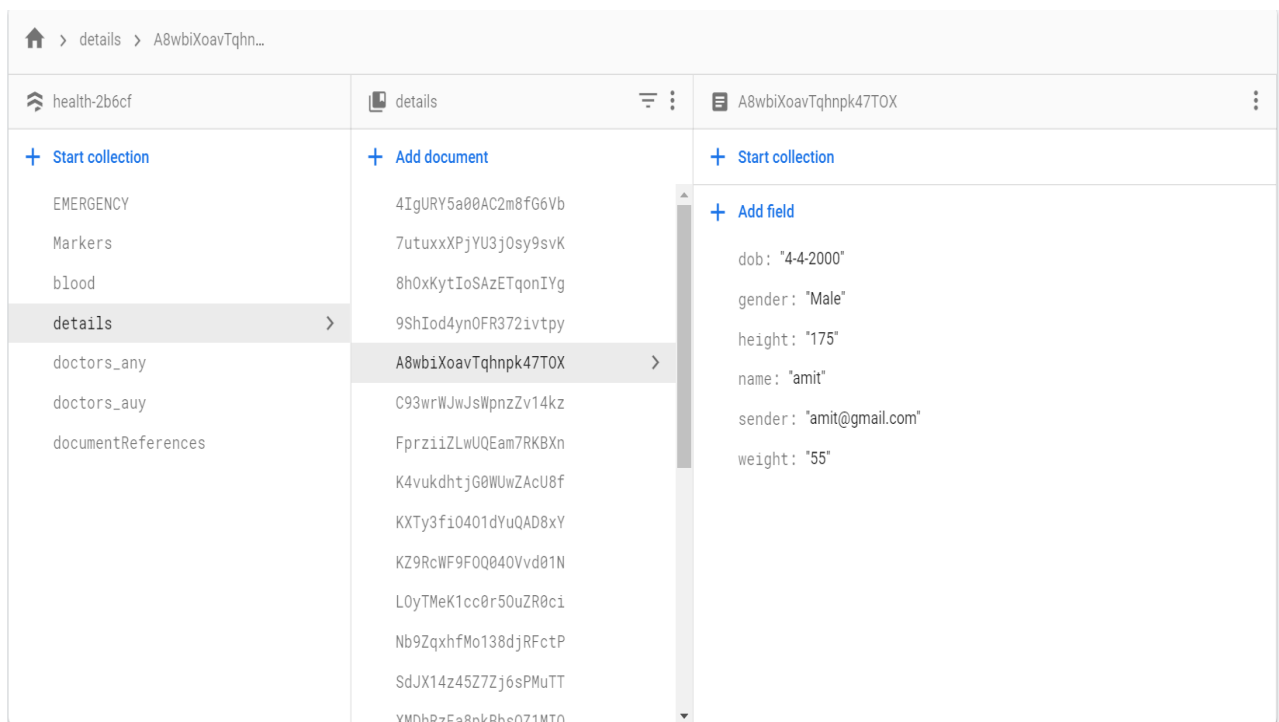 details > A8wbiXoavTqhn…
health-2b6cf
Start collection
EMERGENCY
Markers
blood
details
doctors_any
doctors_auy
documentReferences
details
Add document
4IgURY5a00AC2m8fG6Vb
7utuxxXPjYU3jOsy9svK
8hOxKytIoSAzETqonIYg
9ShIod4ynOFR372ivtpy
A8wbiXoavTqhnpk47TOX
C93wrWJwJsWpnzZv14kz
FprziiZLwUQEam7RKBXn
K4vukdhtjG0WUwZAcU8f
KXTy3fiO4O1dYuQAD8xY
KZ9RcWF9FOQ04OVvd01N
LOyTMeK1cc0r5OuZR0ci
Nb9ZqxhfMo138djRFctP
SdJX14z45Z7Zj6sPMuTT
A8wbiXoavTqhnpk47TOX
Start collection
Add field
dob: "4-4-2000"
gender: "Male"
height: "175"
name: "amit"
sender: "amit@gmail.com"
weight: "55"